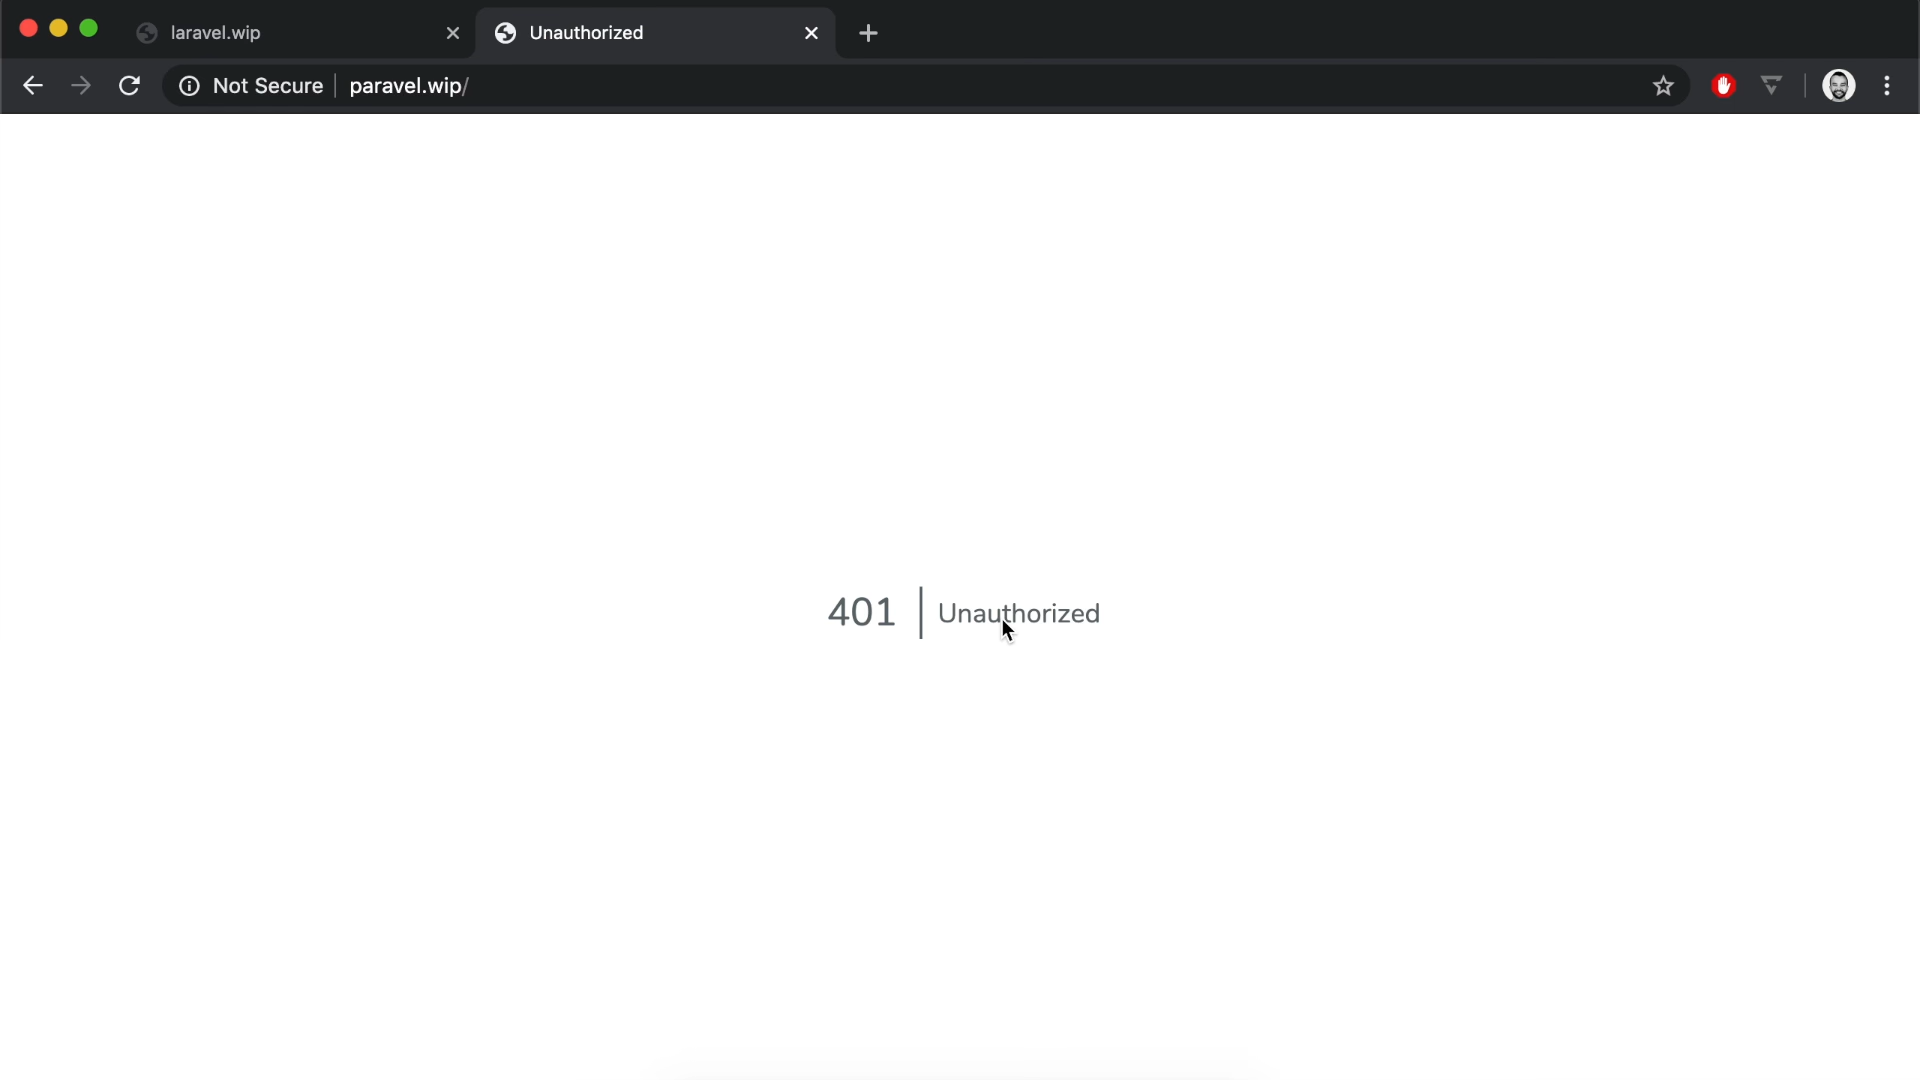 laravel.wip
Unauthorized
Not Secure
paravel.wip/
401
Unauthorized